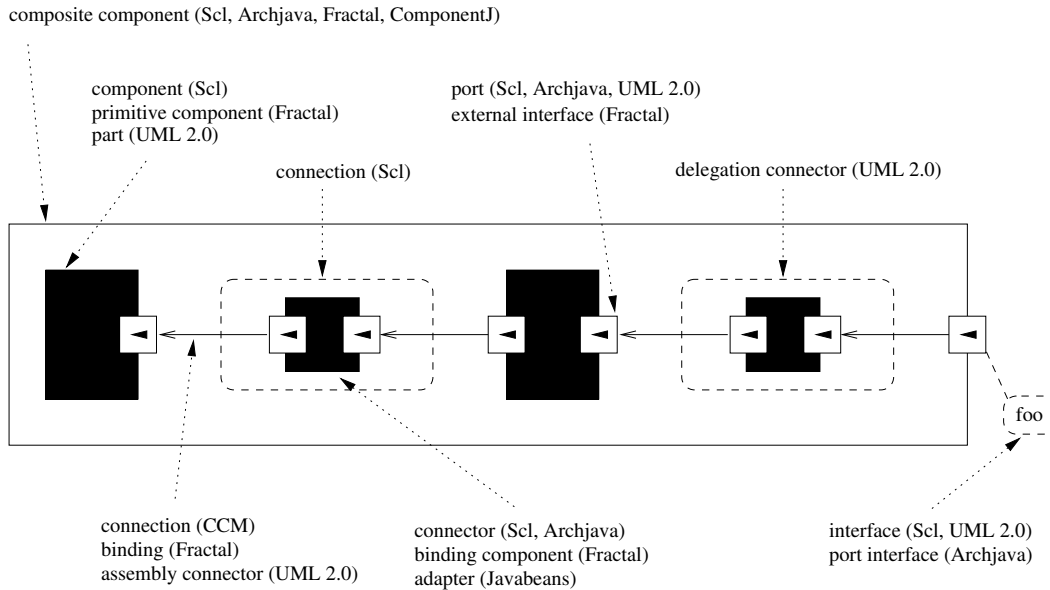 composite component (Scl, Archjava, Fractal, ComponentJ)
component (Scl)
primitive component (Fractal)
part (UML 2.0)
port (Scl, Archjava, UML 2.0)
external interface (Fractal)
connection (Scl)
delegation connector (UML 2.0)
foo
connection (CCM)
binding (Fractal)
assembly connector (UML 2.0)
connector (Scl, Archjava)
binding component (Fractal)
adapter (Javabeans)
interface (Scl, UML 2.0)
port interface (Archjava)